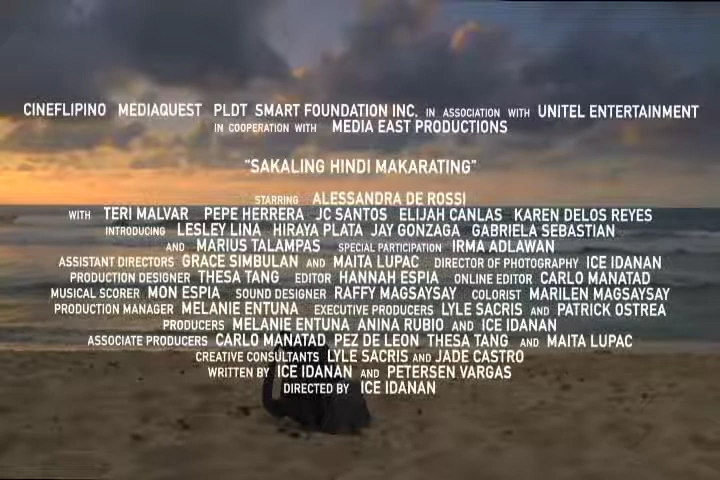 CINEFLIPINO MEDIAQUEST PLDT SMART FOUNDATION INC. IN ASSOCIATION WITH UNITEL ENTERTAINMENT
IN COOPERATION WITH MEDIA EAST PRODUCTIONS
"SAKALING HINDI MAKARATING"
STARRING ALESSANDRA DE ROSSI
WITH TERI MALVAR PEPE HERRERA JC SANTOS ELIJAH CANLAS KAREN DELOS REYES
INTRODUCING LESLEY LINA HIRAYA PLATA JAY GONZAGA GABRIELA SEBASTIAN
AND MARIUS TALAMPAS SPECIAL PARTICIPATION IRMA ADLAWAN
ASSISTANT DIRECTORS GRACE SIMBULAN AND MAITA LUPAC DIRECTOR OF PHOTOGRAPHY ICE IDANAN
PRODUCTION DESIGNER THESA TANG EDITOR HANNAH ESPIA ONLINE EDITOR CARLO MANATAD
MUSICAL SCORER MON ESPIA SOUND DESIGNER RAFFY MAGSAYSAY COLORIST MARILEN MAGSAYSAY
PRODUCTION MANAGER MELANIE ENTUNA EXECUTIVE PRODUCERS LYLE SACRIS AND PATRICK OSTREA
PRODUCERS MELANIE ENTUNA ANINA RUBIO AND ICE IDANAN
ASSOCIATE PRODUCERS CARLO MANATAD PEZ DE LEON THESA TANG AND MAITA LUPAC
CREATIVE CONSULTANTS LYLE SACRIS AND JADE CASTRO
WRITTEN BY ICE IDANAN AND PETERSEN VARGAS
DIRECTED BY ICE IDANAN